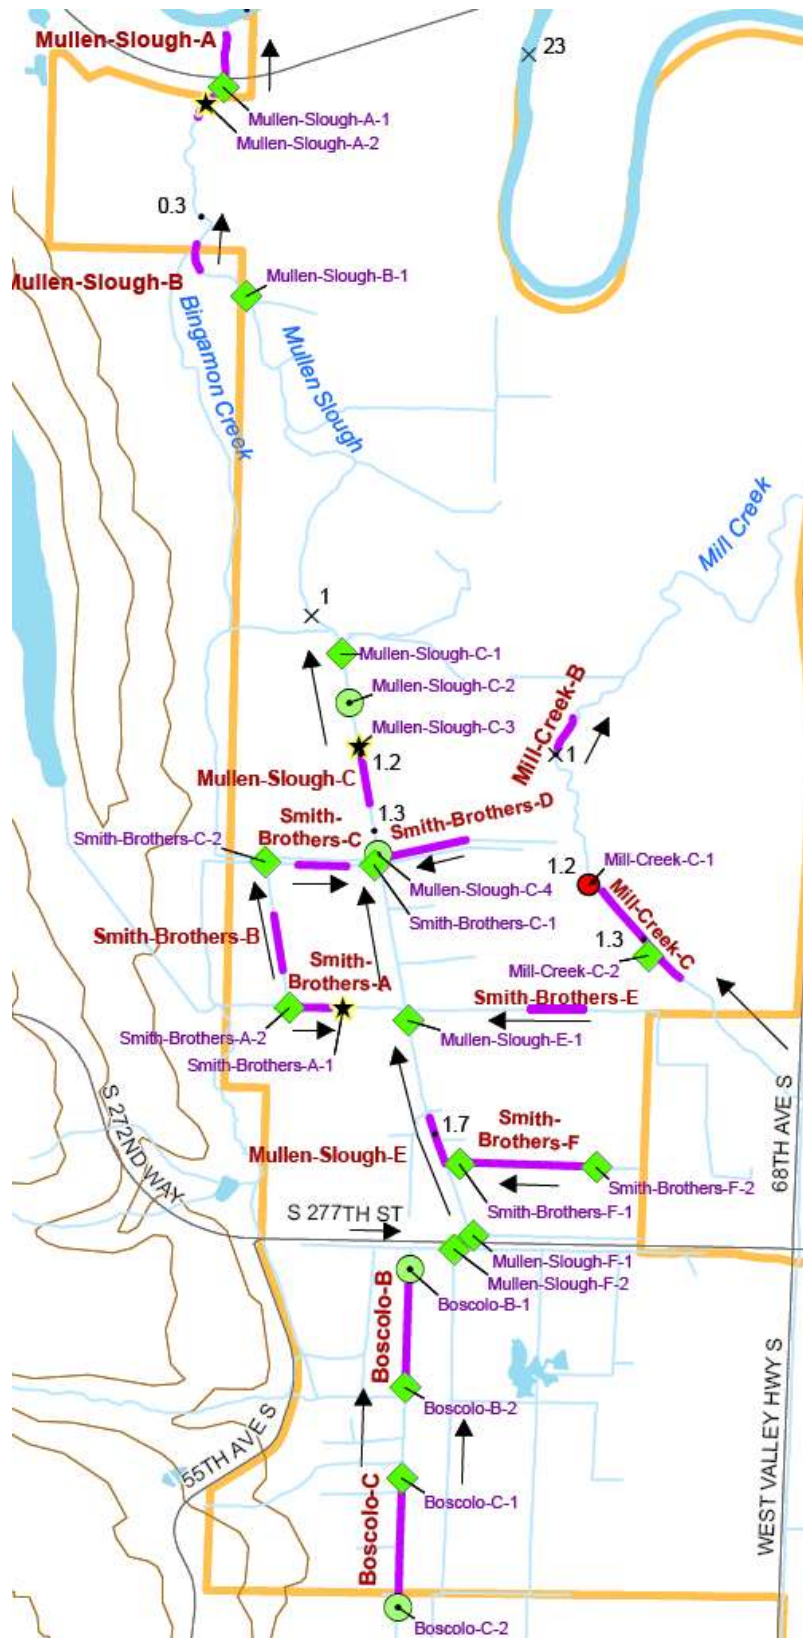 Mullen-Slough-A
23
Mullen-Slough-A-1
Mullen-Slough-A-2
0.3
Mullen-Slough-B
Mullen-Slough-B-1
Bingamon Creek
Mullen Slough
Mill Creek
1
Mullen-Slough-C-1
Mullen-Slough-C-2
Mullen-Slough-C-3
Mill-Creek-B
1
1.2
Mullen-Slough-C
1.3
Smith-
Brothers-C
Smith-Brothers-D
Smith-Brothers-C-2
Mullen-Slough-C-4
Smith-Brothers-C-1
1.2
Mill-Creek-C-1
Mill-Creek-C
1.3
Mill-Creek-C-2
Smith-Brothers-B
Smith-
Brothers-A
Smith-Brothers-E
Smith-Brothers-A-2
Smith-Brothers-A-1
Mullen-Slough-E-1
S 272ND WAY
68TH AVE S
1.7
Smith-
Brothers-F
Mullen-Slough-E
Smith-Brothers-F-2
Smith-Brothers-F-1
S 277TH ST
Mullen-Slough-F-1
Mullen-Slough-F-2
Boscolo-B
Boscolo-B-1
Boscolo-B-2
WEST VALLEY HWY S
55TH AVE S
Boscolo-C
Boscolo-C-1
Boscolo-C-2